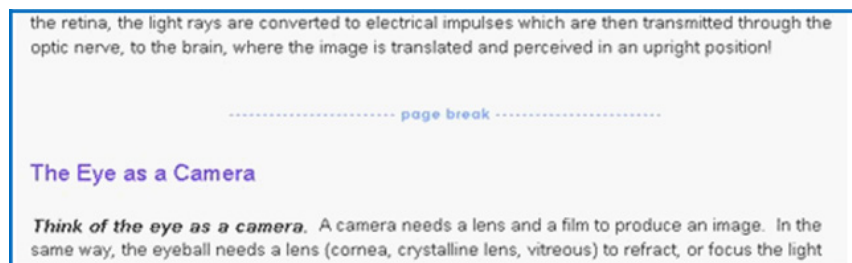 the retina, the light rays are converted to electrical impulses which are then transmitted through the
optic nerve, to the brain, where the image is translated and perceived in an upright position!
------------------------- page break -------------------------
The Eye as a Camera
Think of the eye as a camera. A camera needs a lens and a film to produce an image. In the
same way, the eyeball needs a lens (cornea, crystalline lens, vitreous) to refract, or focus the light